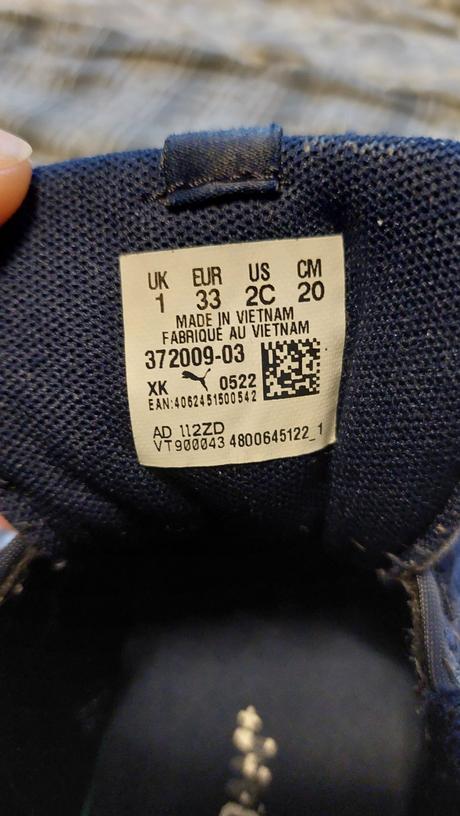 UK EUR US CM
1 33 2C 20
MADE IN VIETNAM
FABRIQUÉ AU VIETNAM
372009-03
XK 0522
EAN:4062451500542
AD 112ZD
VT900043 4800645122_1